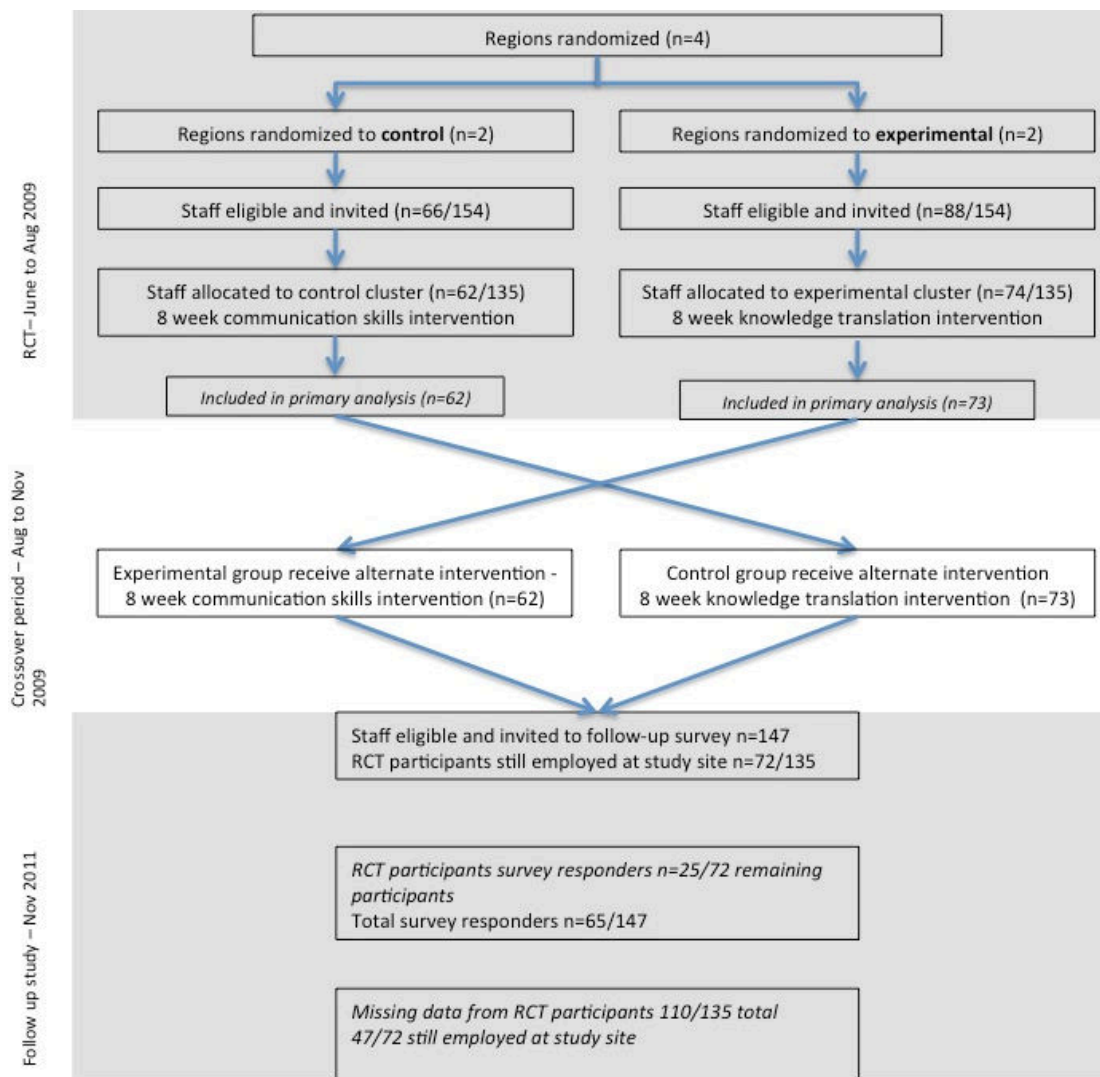 Regions randomized (n=4)
Regions randomized to control (n=2)
Regions randomized to experimental (n=2)
Staff eligible and invited (n=66/154)
Staff eligible and invited (n=88/154)
Staff allocated to control cluster (n=62/135)
8 week communication skills intervention
Staff allocated to experimental cluster (n=74/135)
8 week knowledge translation intervention
Included in primary analysis (n=62)
Included in primary analysis (n=73)
RCT– June to Aug 2009
Experimental group receive alternate intervention -
8 week communication skills intervention (n=62)
Control group receive alternate intervention
8 week knowledge translation intervention (n=73)
Crossover period – Aug to Nov
2009
Staff eligible and invited to follow-up survey n=147
RCT participants still employed at study site n=72/135
RCT participants survey responders n=25/72 remaining
participants
Total survey responders n=65/147
Missing data from RCT participants 110/135 total
47/72 still employed at study site
Follow up study – Nov 2011